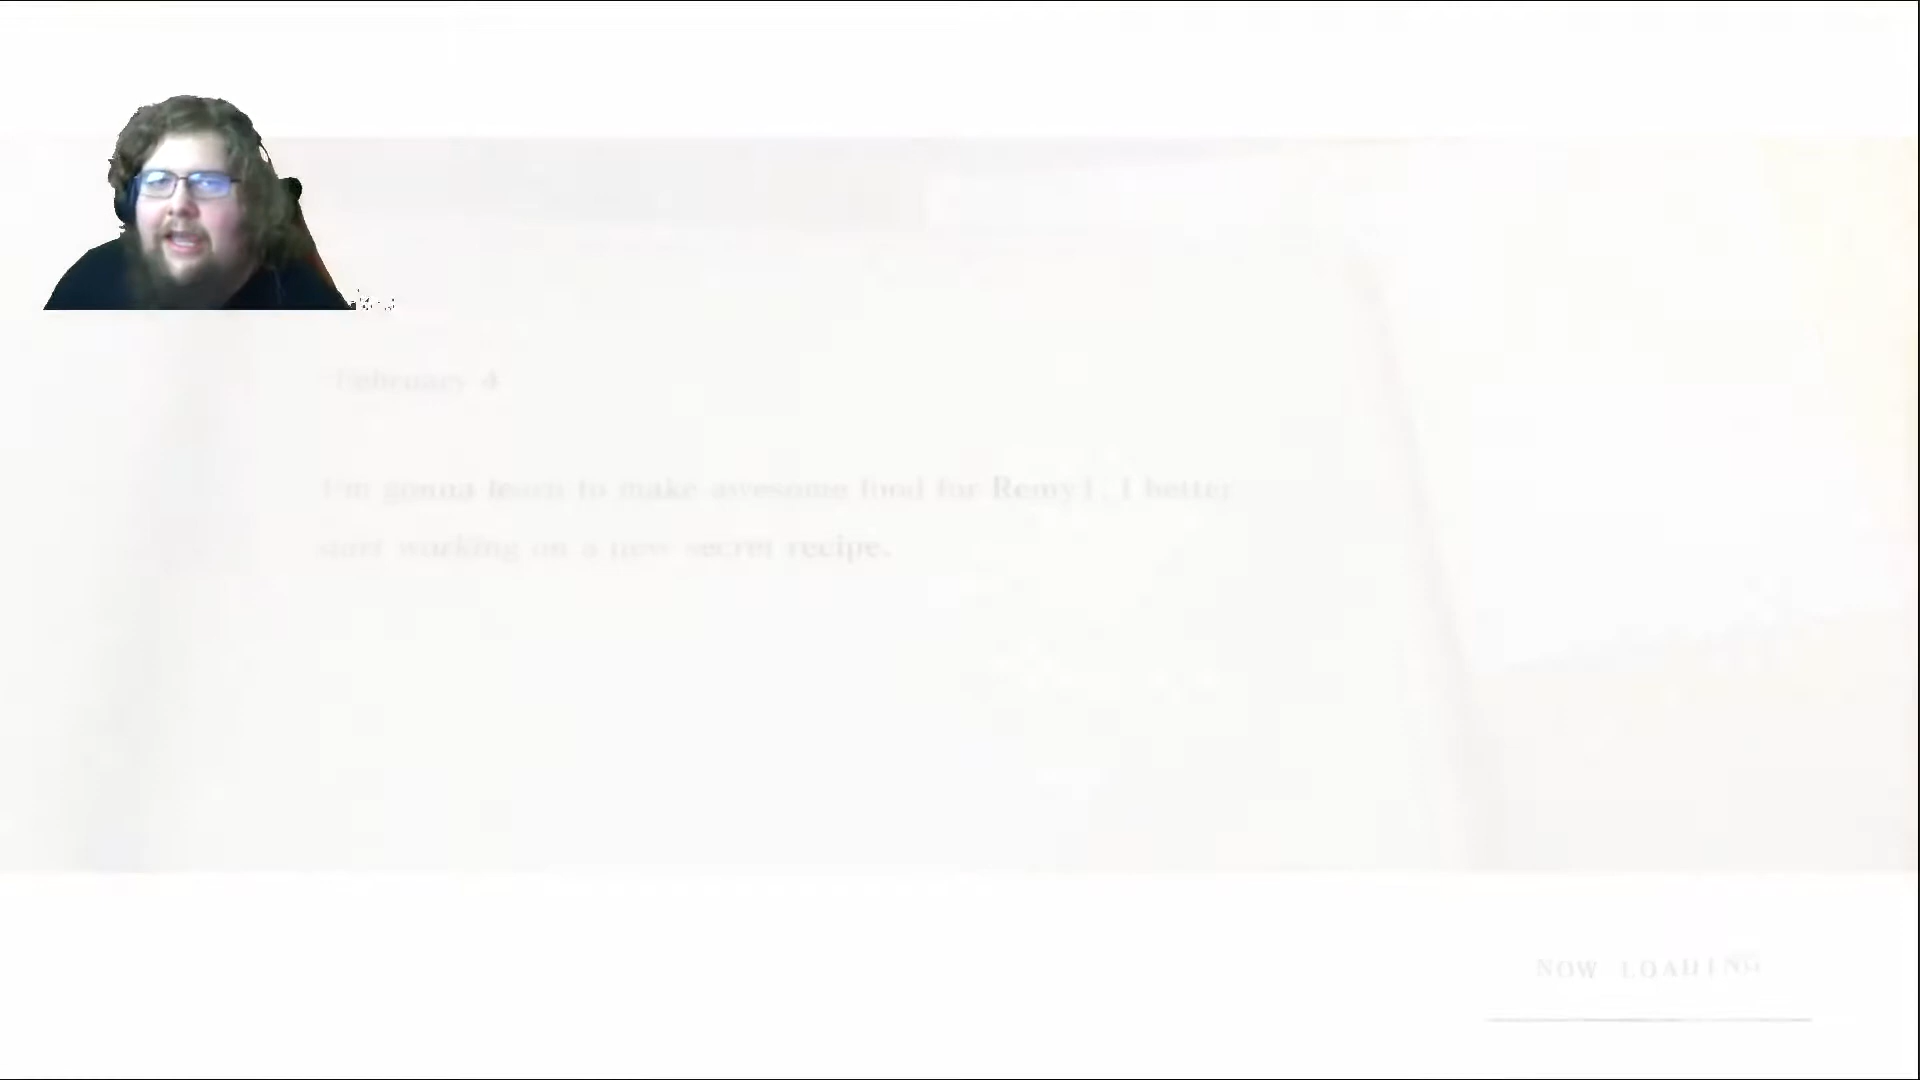 February 4
I'm gonna learn to make awesome food for Remy! I better
start working on a new secret recipe.
NOW LOADING